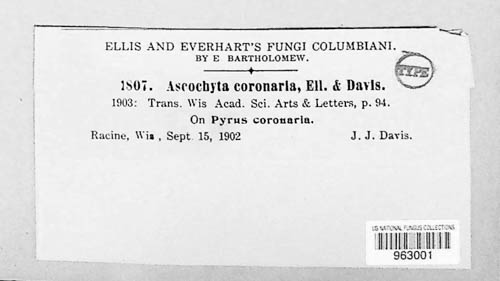 ELLIS AND EVERHART'S FUNGI COLUMBIANI.
BY E BARTHOLOMEW.
TYPE
1807. Ascochyta coronaria, Ell. & Davis.
1903: Trans. Wis Acad. Sci. Arts & Letters, p. 94.
On Pyrus coronaria.
Racine, Wis, Sept. 15, 1902 J. J. Davis.
US NATIONAL FUNGUS COLLECTIONS
963001